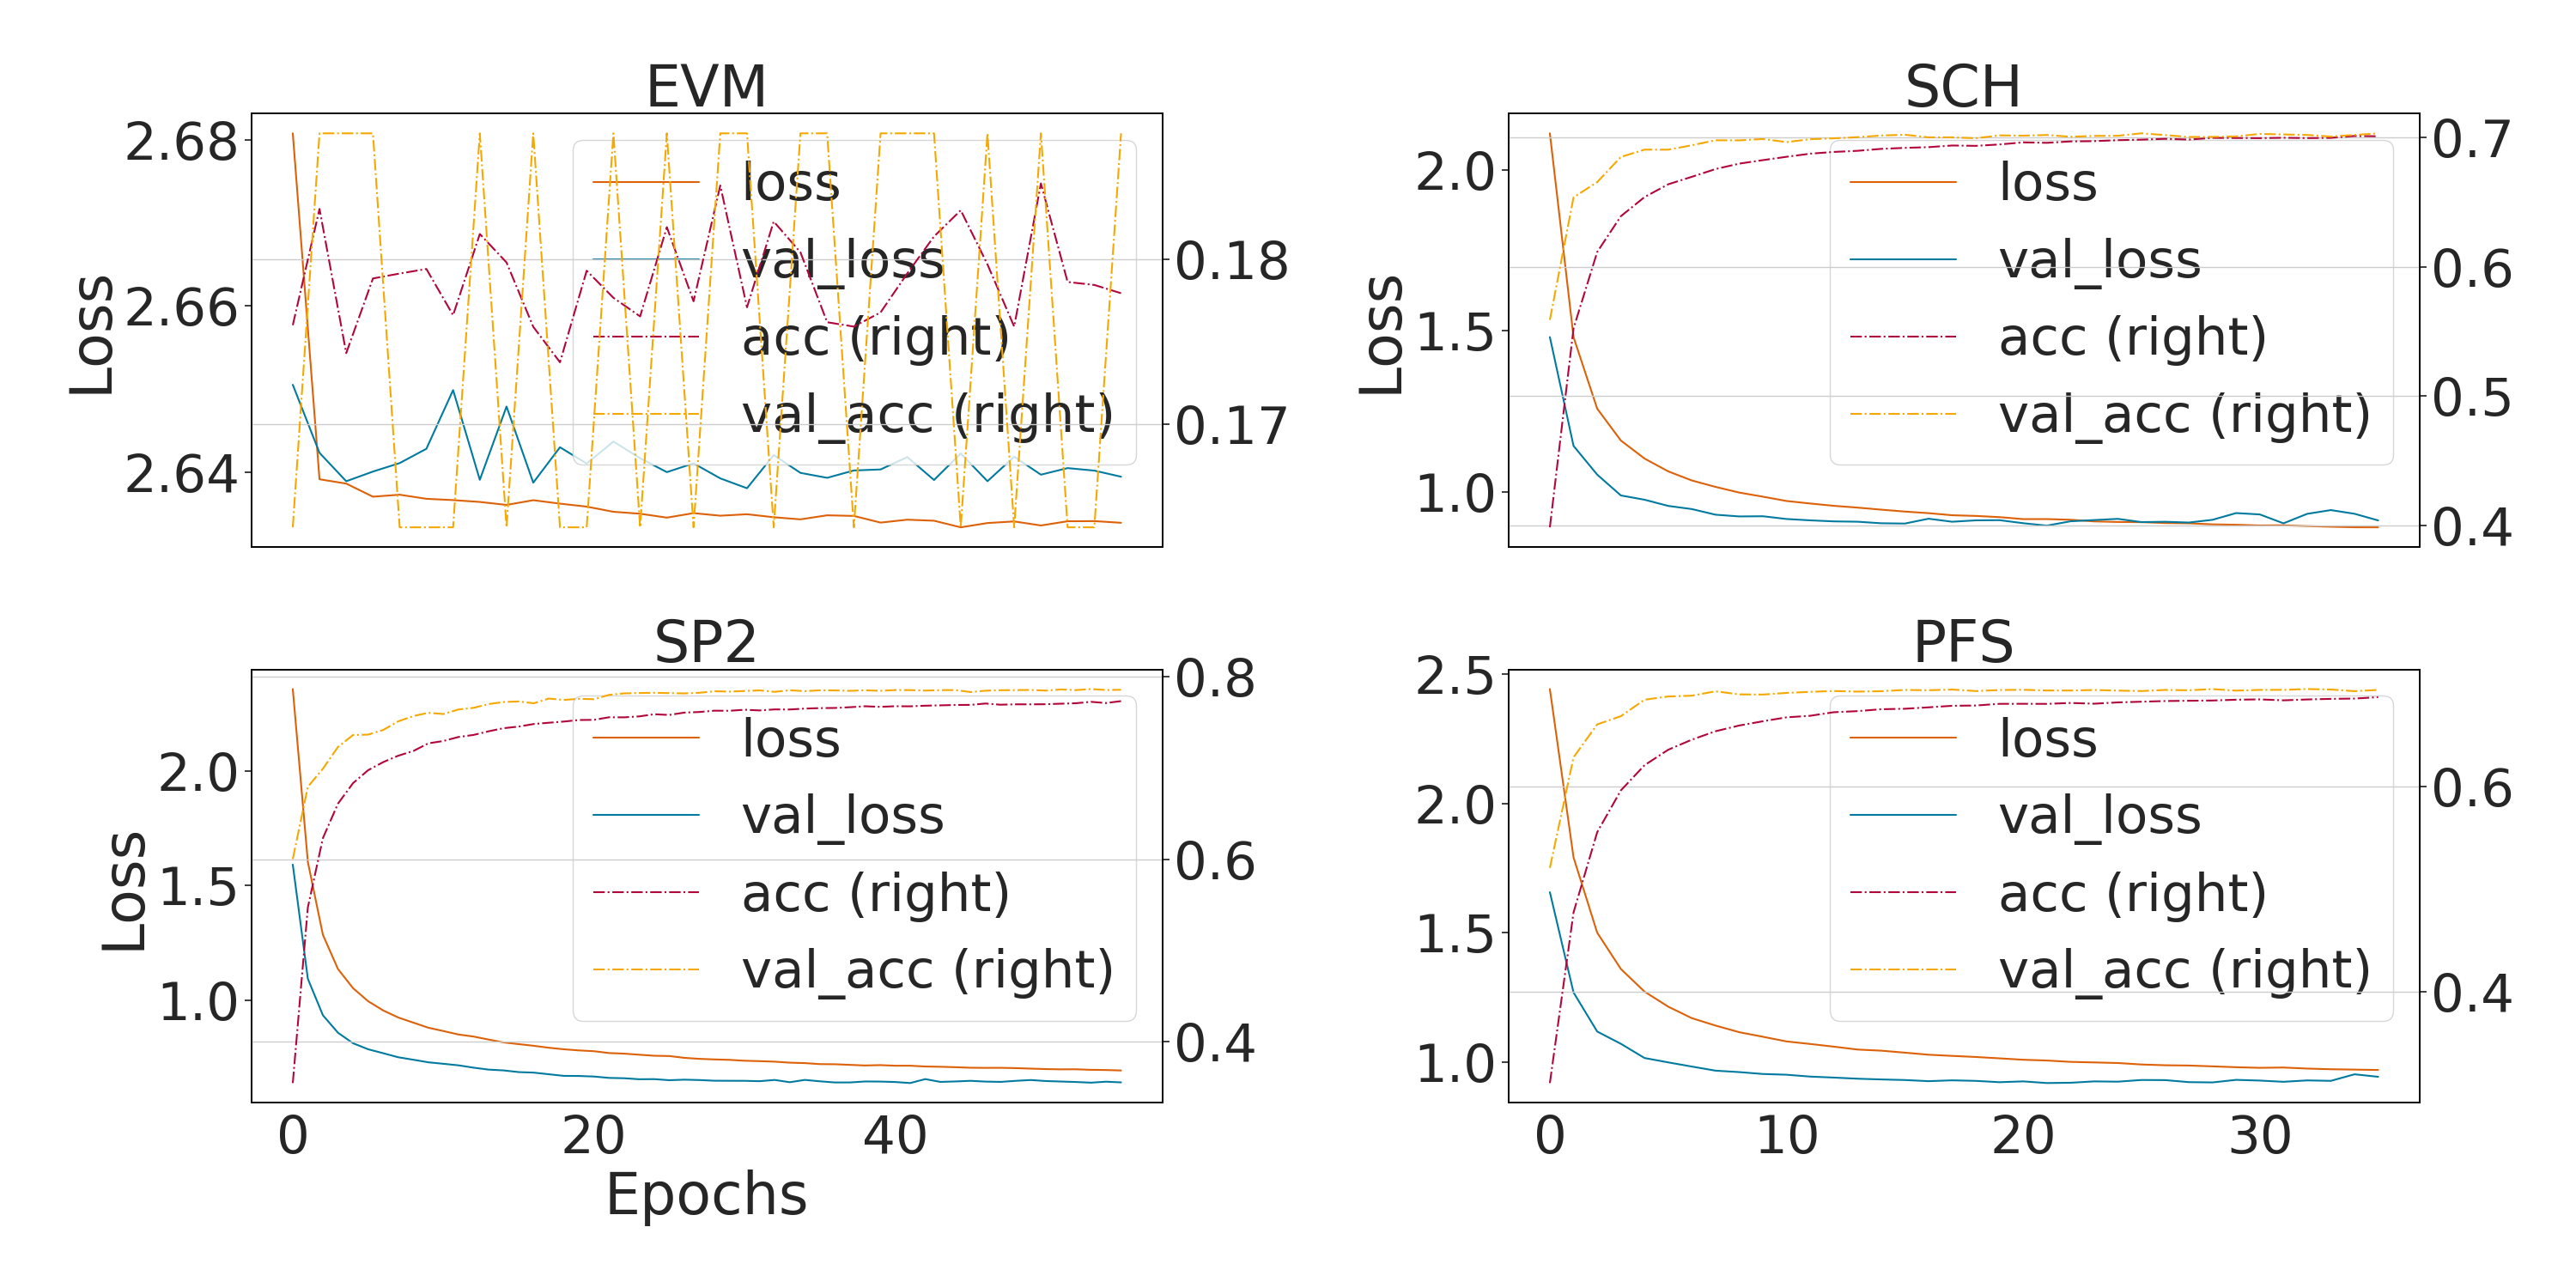 EVM
2.68
2.66
2.64
Loss
0.18
0.17
loss
val_loss
acc (right)
val_acc (right)
SCH
2.0
1.5
1.0
Loss
0.7
0.6
0.5
0.4
loss
val_loss
acc (right)
val_acc (right)
SP2
2.0
1.5
1.0
Loss
0.8
0.6
0.4
loss
val_loss
acc (right)
val_acc (right)
0 20 40
Epochs
PFS
2.5
2.0
1.5
1.0
0.6
0.4
loss
val_loss
acc (right)
val_acc (right)
0 10 20 30